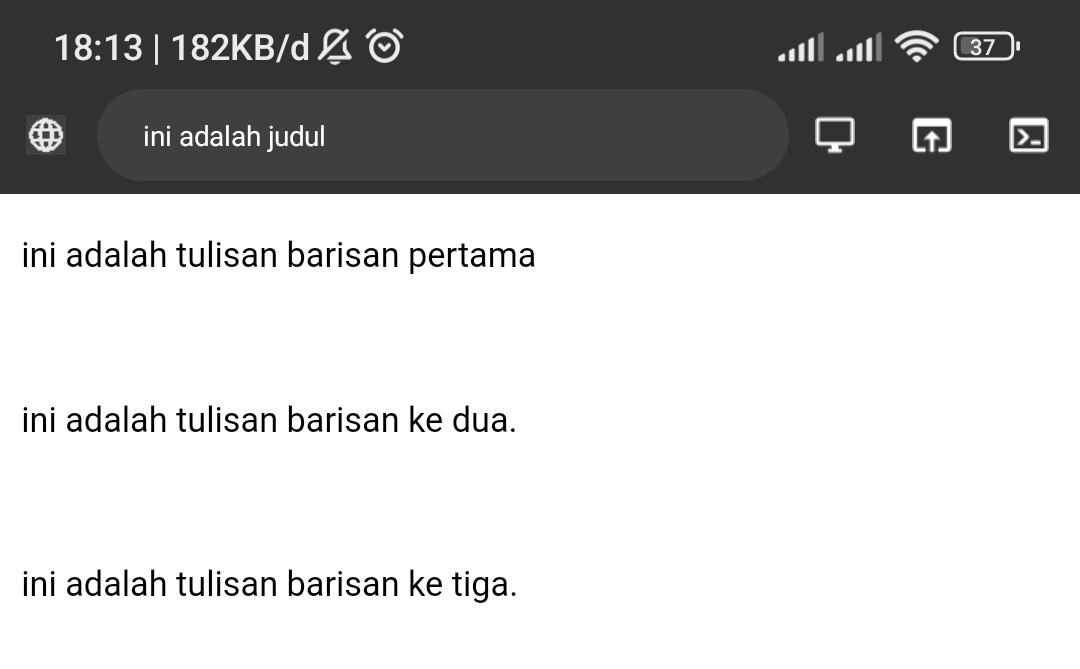 18:13 | 182KB/d 37
ini adalah judul
ini adalah tulisan barisan pertama
ini adalah tulisan barisan ke dua.
ini adalah tulisan barisan ke tiga.